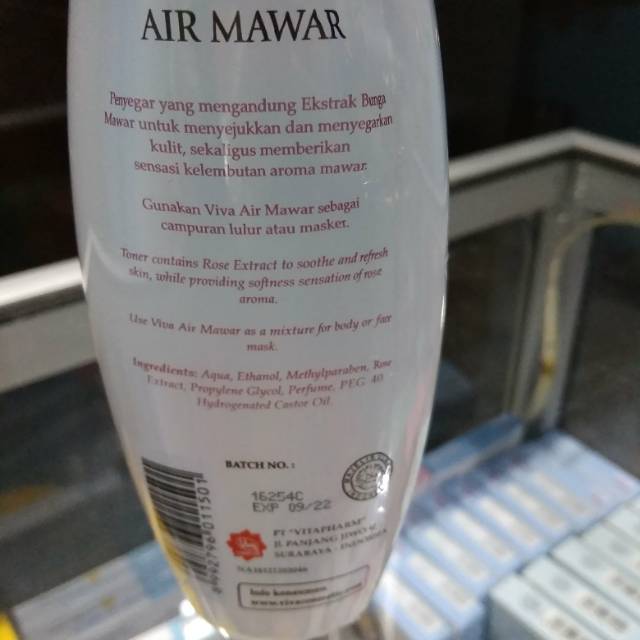 AIR MAWAR
Penyegar yang mengandung Ekstrak Bunga
Mawar untuk menyejukkan dan menyegarkan
kulit, sekaligus memberikan
sensasi kelembutan aroma mawar.
Gunakan Viva Air Mawar sebagai
campuran lulur atau masker.
Toner contains Rose Extract to soothe and refresh
skin, while providing softness sensation of rose
aroma.
Use Viva Air Mawar as a mixture for body or face
mask.
Ingredients: Aqua, Ethanol, Methylparaben, Rose
Extract, Propylene Glycol, Perfume, PEG 40
Hydrogenated Castor Oil.
BATCH NO. :
16254C
EXP 09/22
PT "VITAPHARM"
SURABAYA - INDONESIA